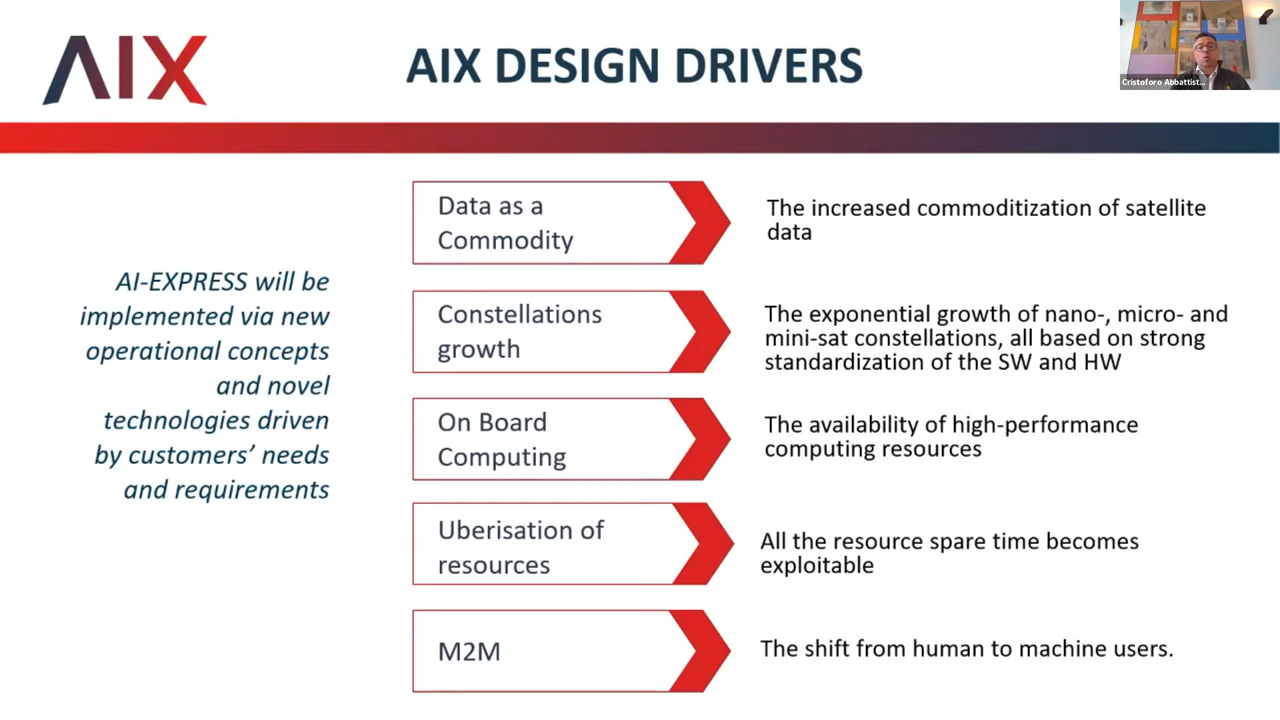 AIX
AIX DESIGN DRIVERS
Cristoforo Abbattist...
AI-EXPRESS will be
implemented via new
operational concepts
and novel
technologies driven
by customers’ needs
and requirements
Data as a
Commodity
The increased commoditization of satellite
data
Constellations
growth
The exponential growth of nano-, micro- and
mini-sat constellations, all based on strong
standardization of the SW and HW
On Board
Computing
The availability of high-performance
computing resources
Uberisation of
resources
All the resource spare time becomes
exploitable
M2M
The shift from human to machine users.